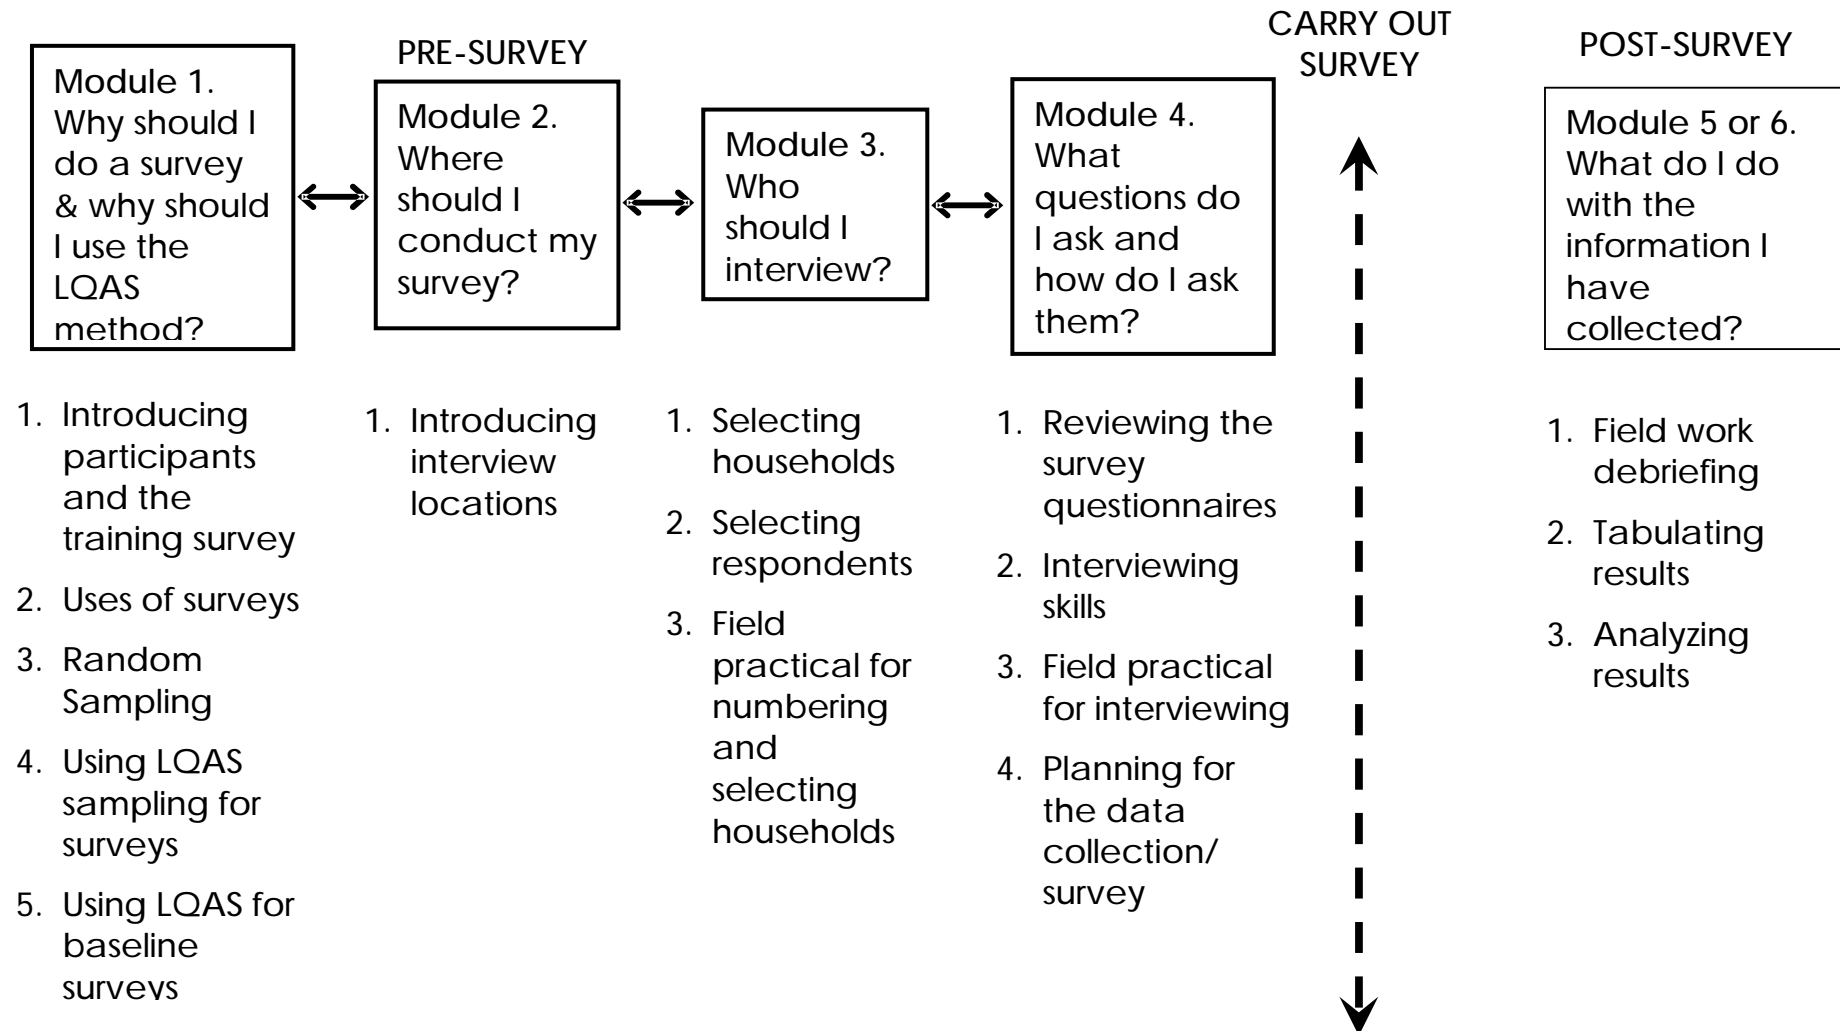 PRE-SURVEY
CARRY OUT
SURVEY
POST-SURVEY
Module 1.
Why should I
do a survey
& why should
I use the
LQAS
method?
Module 2.
Where
should I
conduct my
survey?
Module 3.
Who
should I
interview?
Module 4.
What
questions do
I ask and
how do I ask
them?
Module 5 or 6.
What do I do
with the
information I
have
collected?
1. Introducing
participants
and the
training survey
2. Uses of surveys
3. Random
Sampling
4. Using LQAS
sampling for
surveys
5. Using LQAS for
baseline
surveys
1. Introducing
interview
locations
1. Selecting
households
2. Selecting
respondents
3. Field
practical for
numbering
and
selecting
households
1. Reviewing the
survey
questionnaires
2. Interviewing
skills
3. Field practical
for interviewing
4. Planning for
the data
collection/
survey
1. Field work
debriefing
2. Tabulating
results
3. Analyzing
results